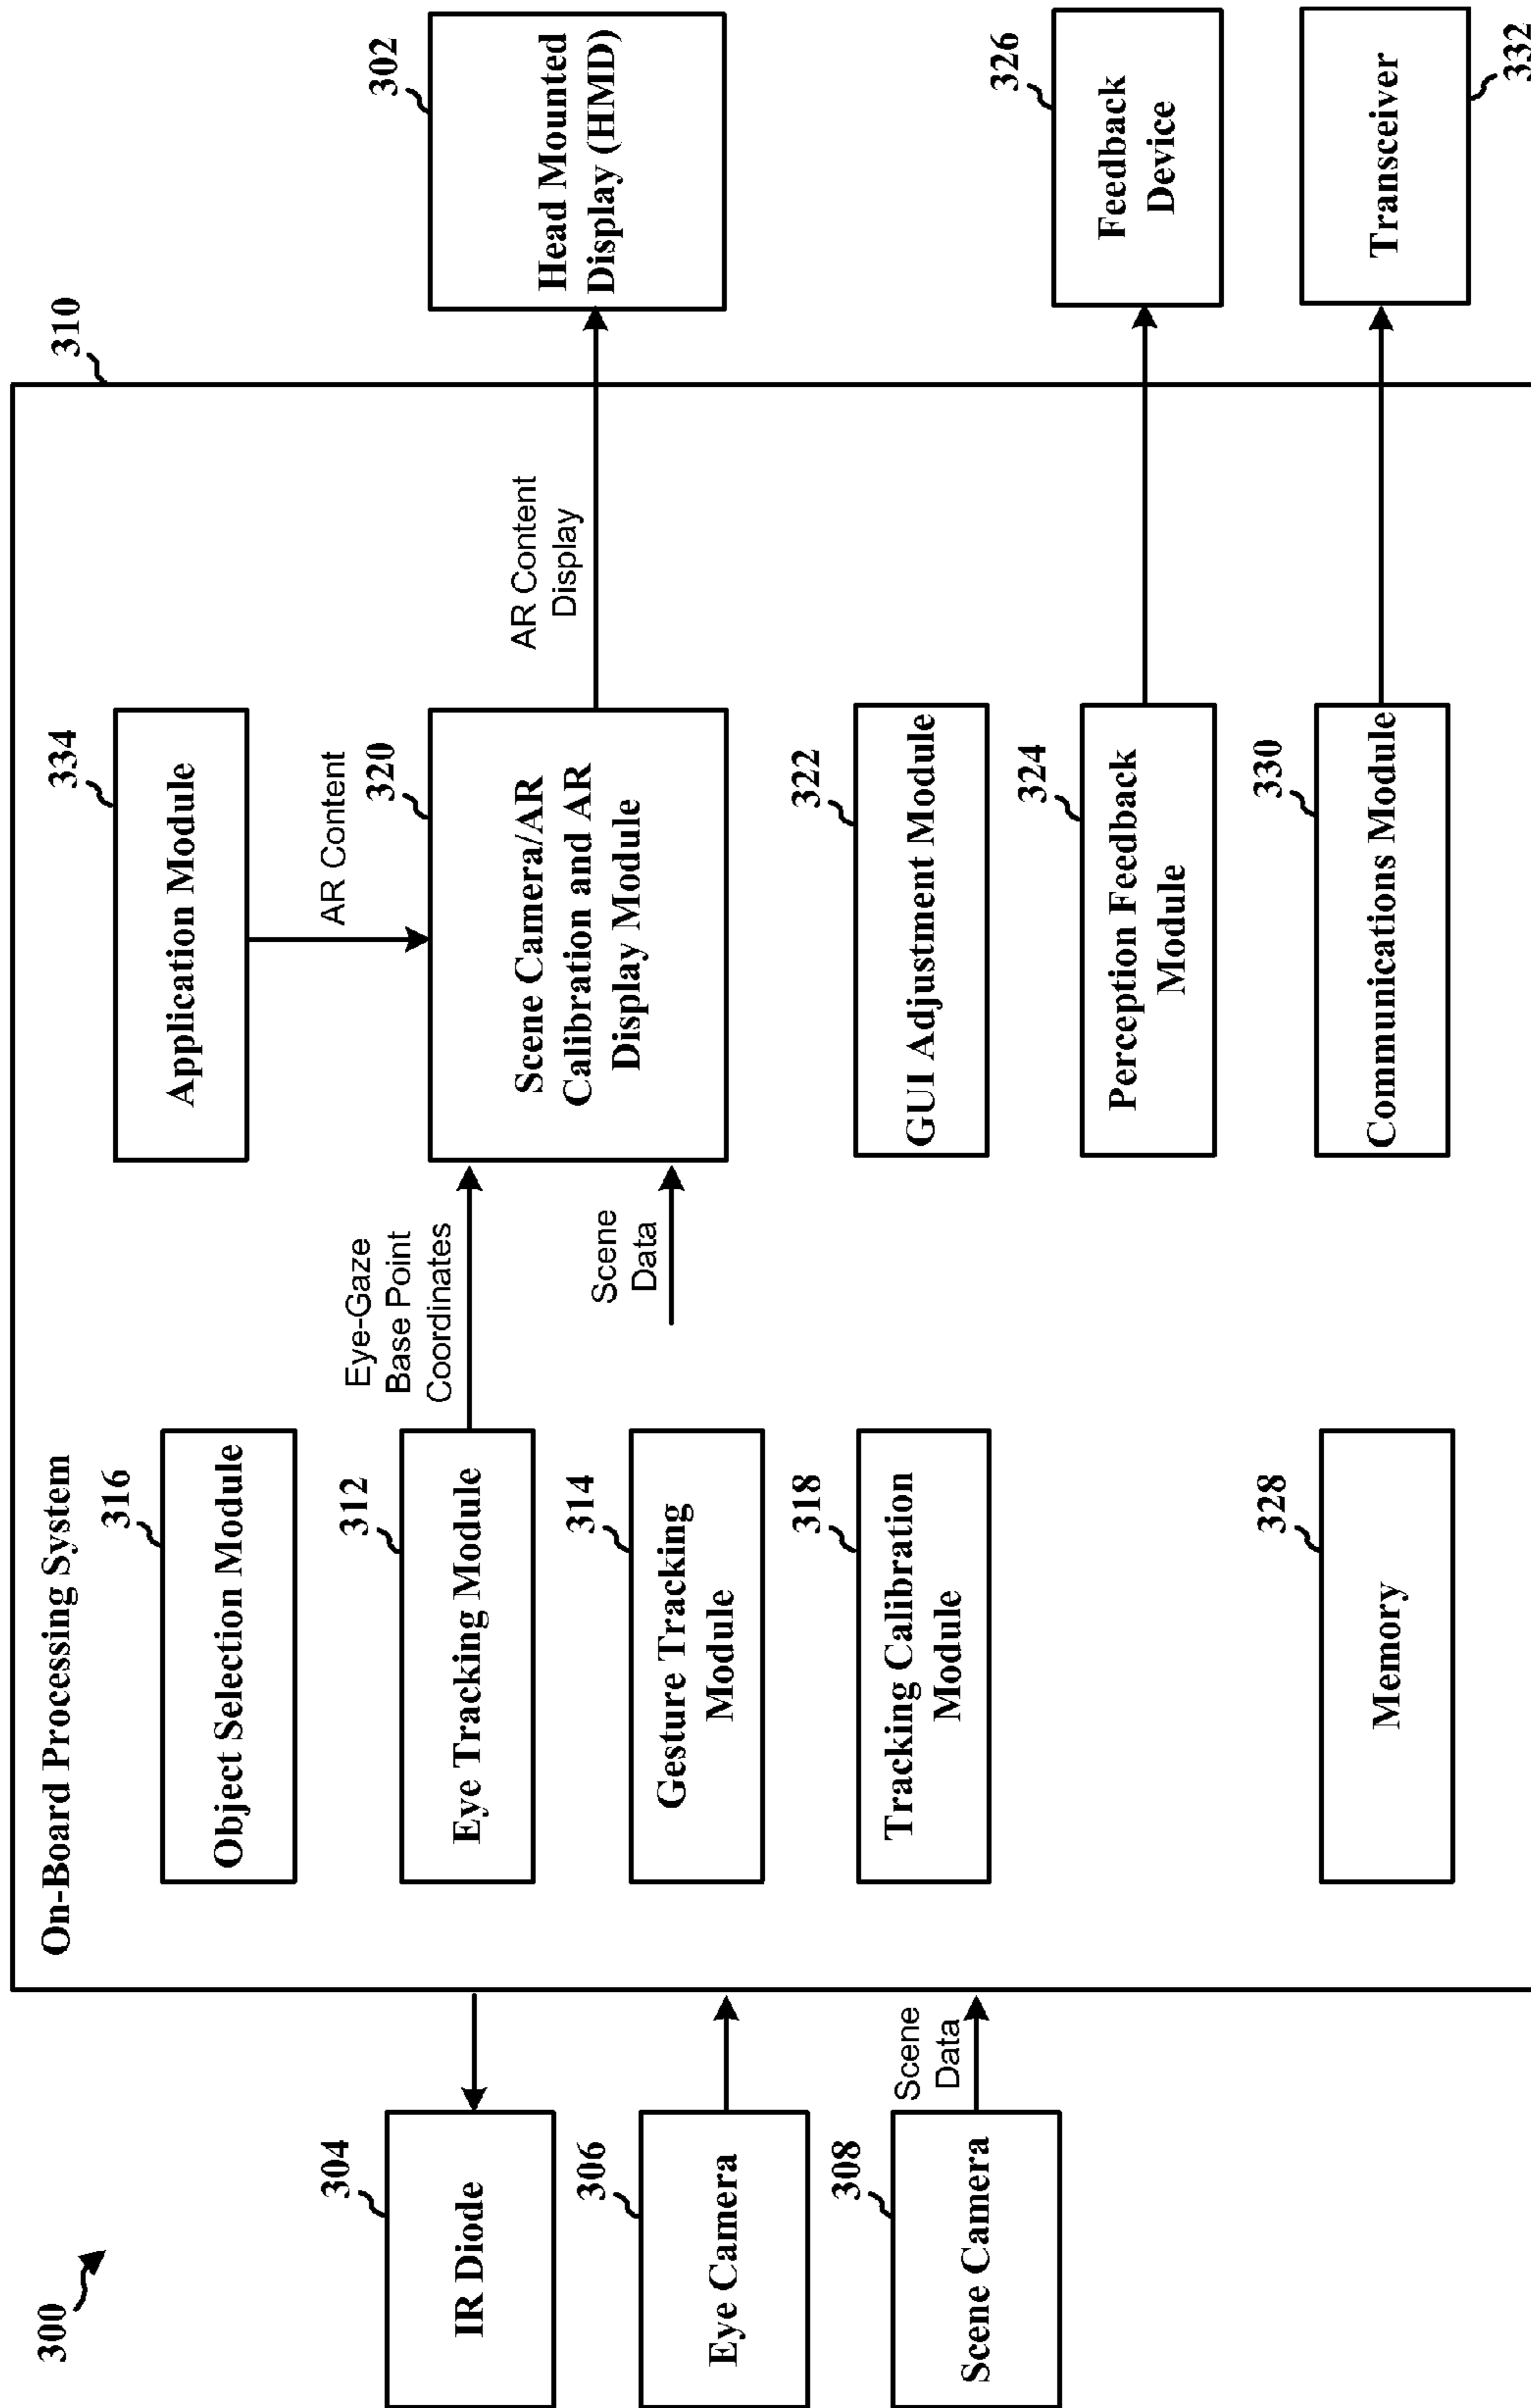 300
310
On-Board Processing System
304
IR Diode
306
Eye Camera
308
Scene Camera
Scene
Data
316
Object Selection Module
312
Eye Tracking Module
314
Gesture Tracking
Module
318
Tracking Calibration
Module
328
Memory
Eye-Gaze
Base Point
Coordinates
Scene
Data
334
Application Module
AR Content
320
Scene Camera/AR
Calibration and AR
Display Module
322
GUI Adjustment Module
324
Perception Feedback
Module
330
Communications Module
AR Content
Display
302
Head Mounted
Display (HMD)
326
Feedback
Device
332
Transceiver